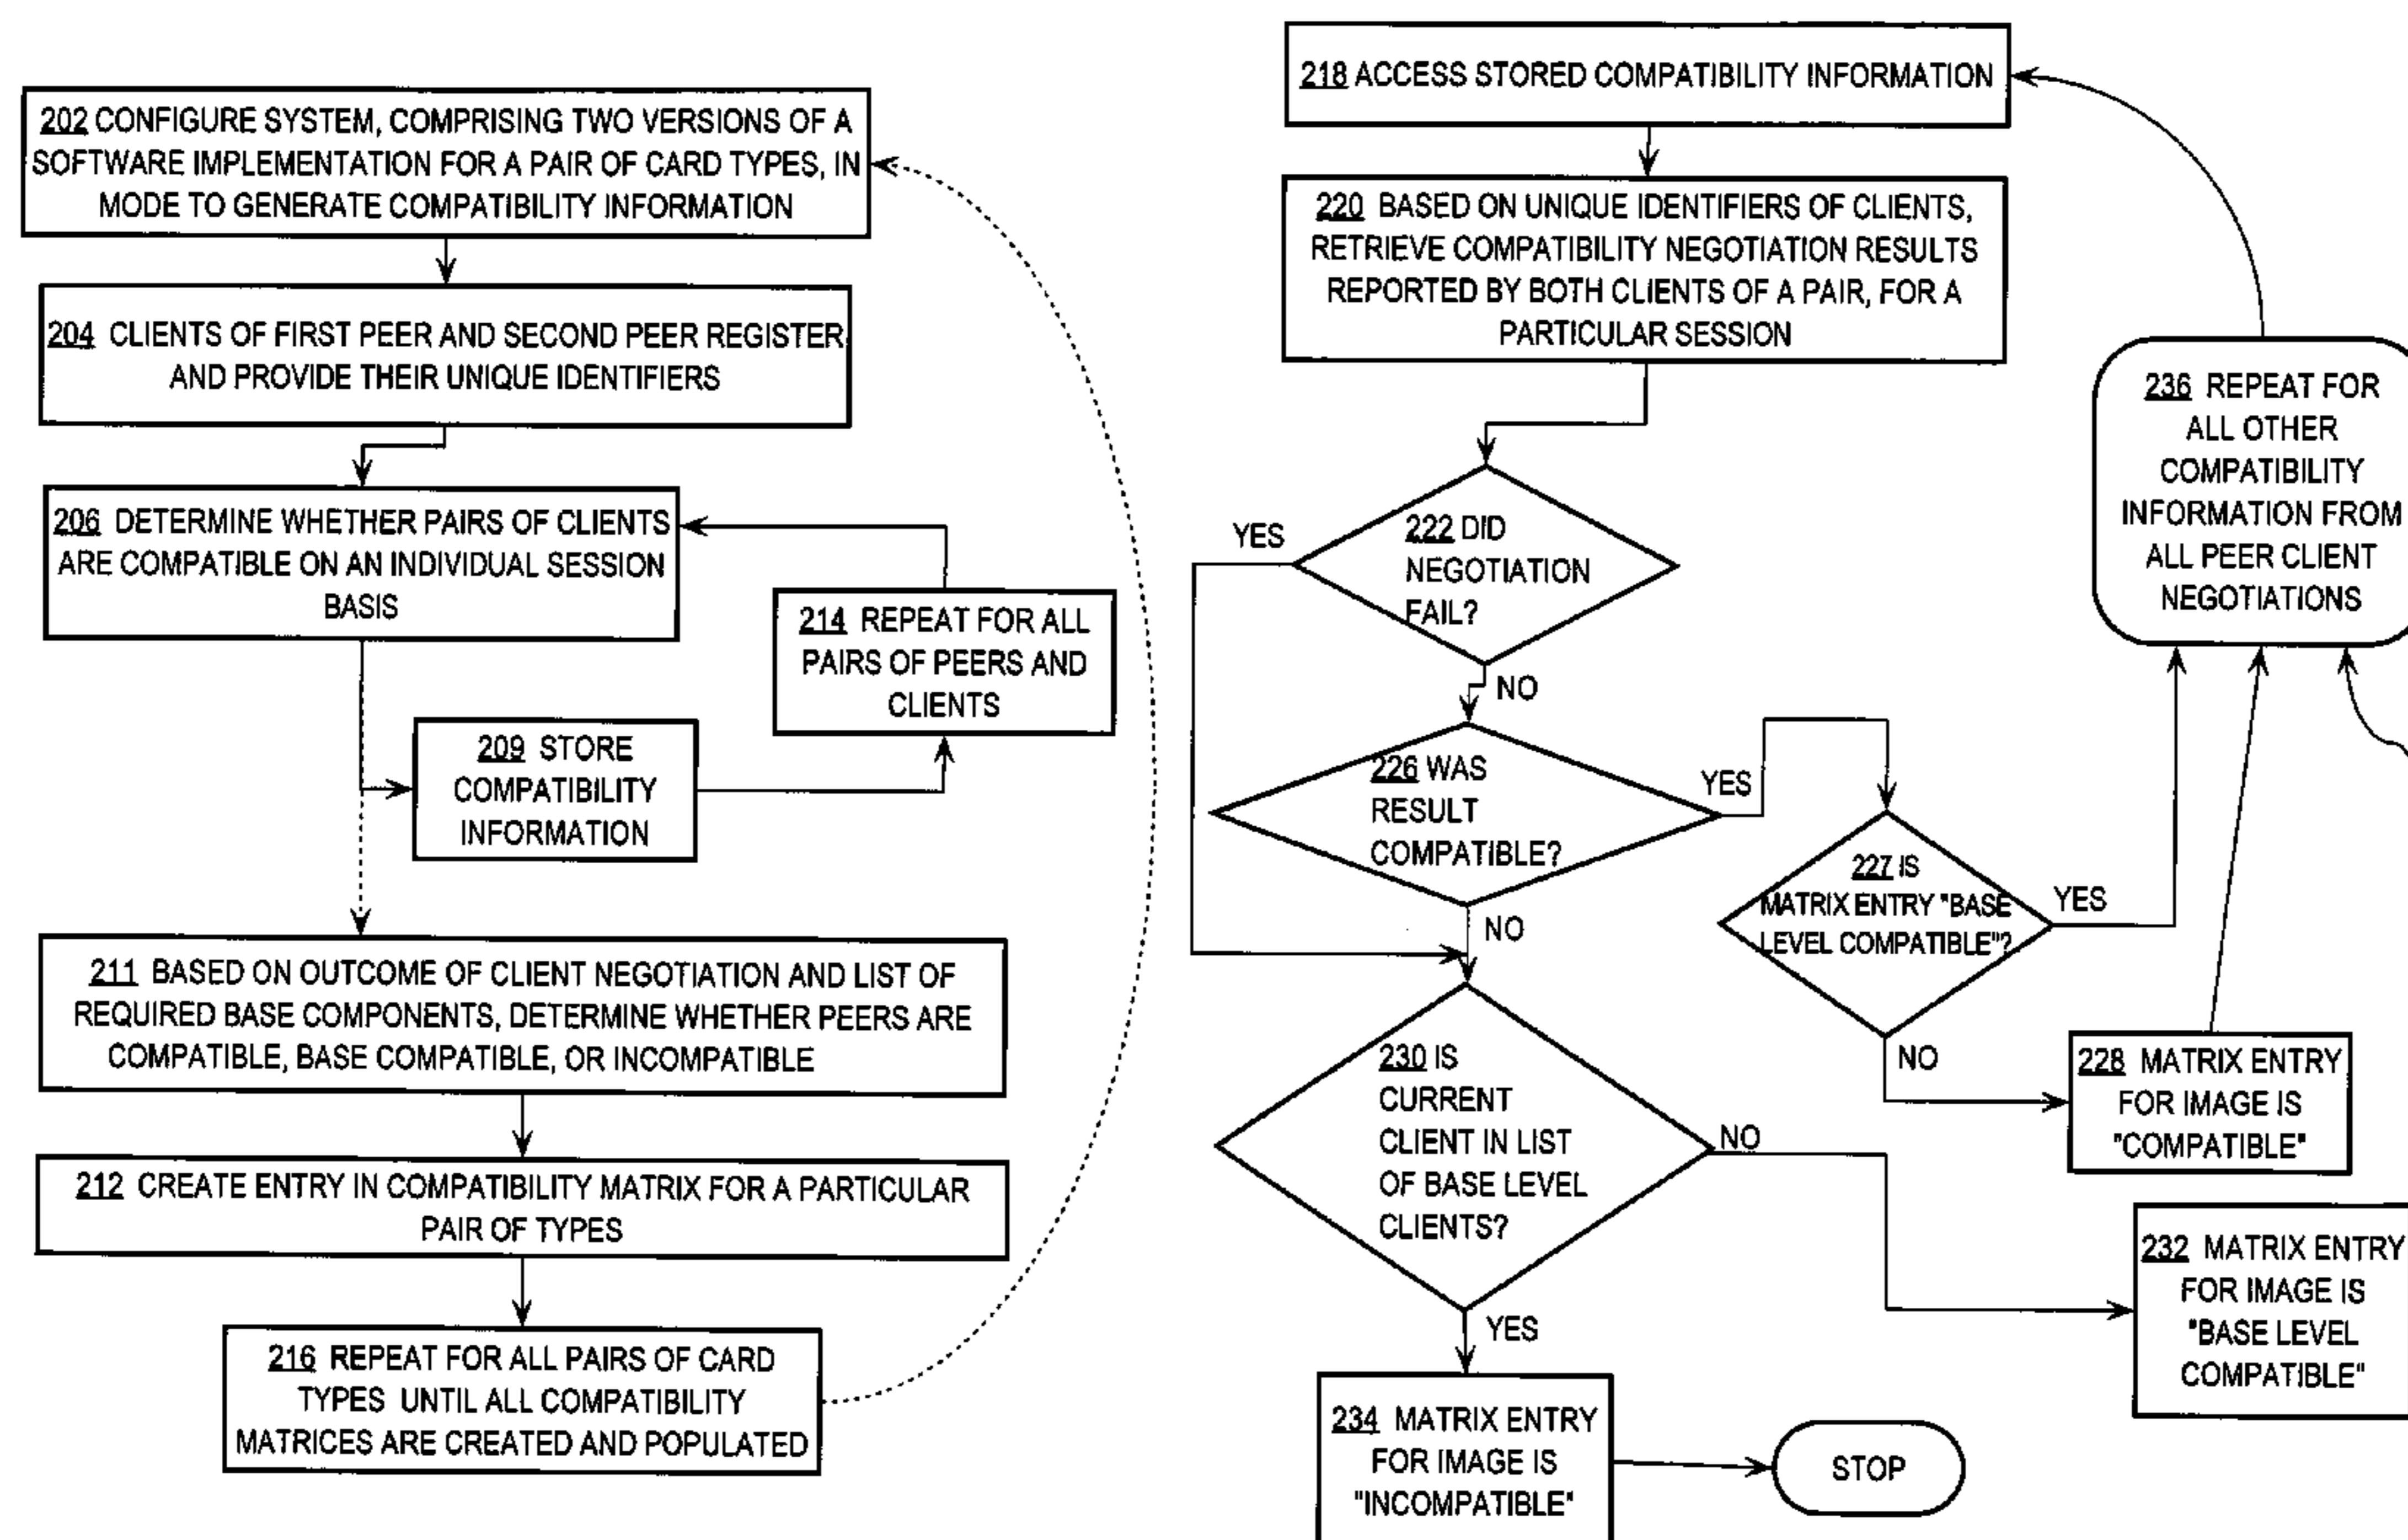 202 CONFIGURE SYSTEM, COMPRISING TWO VERSIONS OF A
SOFTWARE IMPLEMENTATION FOR A PAIR OF CARD TYPES, IN
MODE TO GENERATE COMPATIBILITY INFORMATION
204 CLIENTS OF FIRST PEER AND SECOND PEER REGISTER
AND PROVIDE THEIR UNIQUE IDENTIFIERS
206 DETERMINE WHETHER PAIRS OF CLIENTS
ARE COMPATIBLE ON AN INDIVIDUAL SESSION
BASIS
214 REPEAT FOR ALL
PAIRS OF PEERS AND
CLIENTS
209 STORE
COMPATIBILITY
INFORMATION
211 BASED ON OUTCOME OF CLIENT NEGOTIATION AND LIST OF
REQUIRED BASE COMPONENTS, DETERMINE WHETHER PEERS ARE
COMPATIBLE, BASE COMPATIBLE, OR INCOMPATIBLE
212 CREATE ENTRY IN COMPATIBILITY MATRIX FOR A PARTICULAR
PAIR OF TYPES
216 REPEAT FOR ALL PAIRS OF CARD
TYPES UNTIL ALL COMPATIBILITY
MATRICES ARE CREATED AND POPULATED
218 ACCESS STORED COMPATIBILITY INFORMATION
220 BASED ON UNIQUE IDENTIFIERS OF CLIENTS,
RETRIEVE COMPATIBILITY NEGOTIATION RESULTS
REPORTED BY BOTH CLIENTS OF A PAIR, FOR A
PARTICULAR SESSION
222 DID
NEGOTIATION
FAIL?
YES
NO
226 WAS
RESULT
COMPATIBLE?
YES
NO
227 IS
MATRIX ENTRY "BASE
LEVEL COMPATIBLE"?
YES
NO
228 MATRIX ENTRY
FOR IMAGE IS
"COMPATIBLE"
230 IS
CURRENT
CLIENT IN LIST
OF BASE LEVEL
CLIENTS?
NO
YES
232 MATRIX ENTRY
FOR IMAGE IS
"BASE LEVEL
COMPATIBLE"
234 MATRIX ENTRY
FOR IMAGE IS
"INCOMPATIBLE"
STOP
236 REPEAT FOR
ALL OTHER
COMPATIBILITY
INFORMATION FROM
ALL PEER CLIENT
NEGOTIATIONS